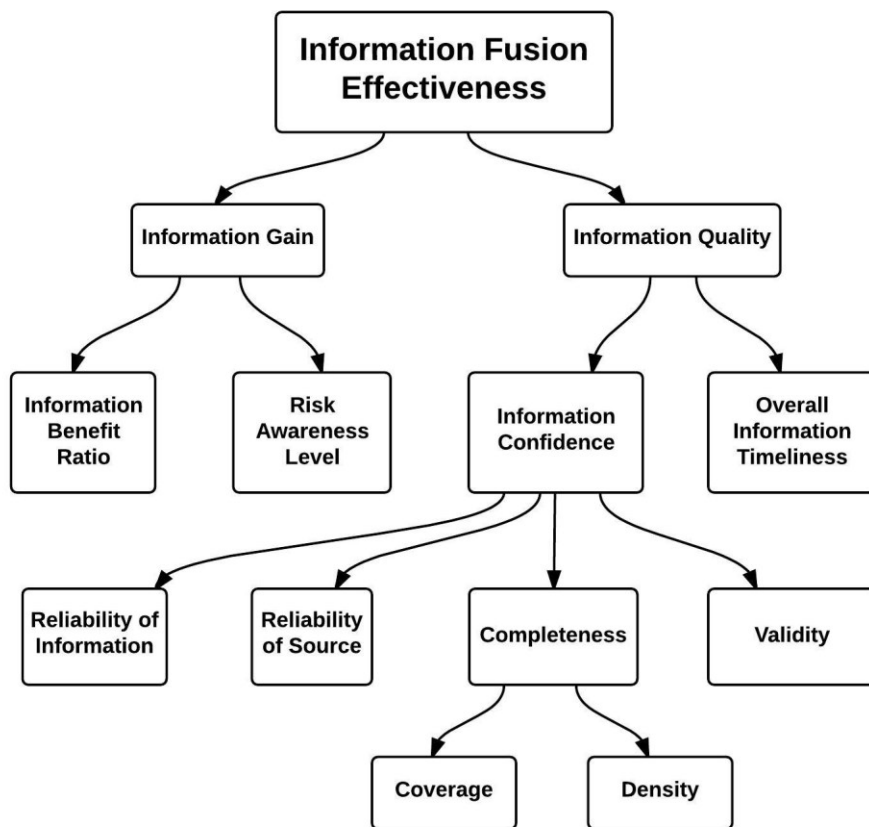 Information Fusion
Effectiveness
Information Gain
Information Quality
Information
Benefit
Ratio
Risk
Awareness
Level
Information
Confidence
Overall
Information
Timeliness
Reliability of
Information
Reliability
of Source
Completeness
Validity
Coverage
Density